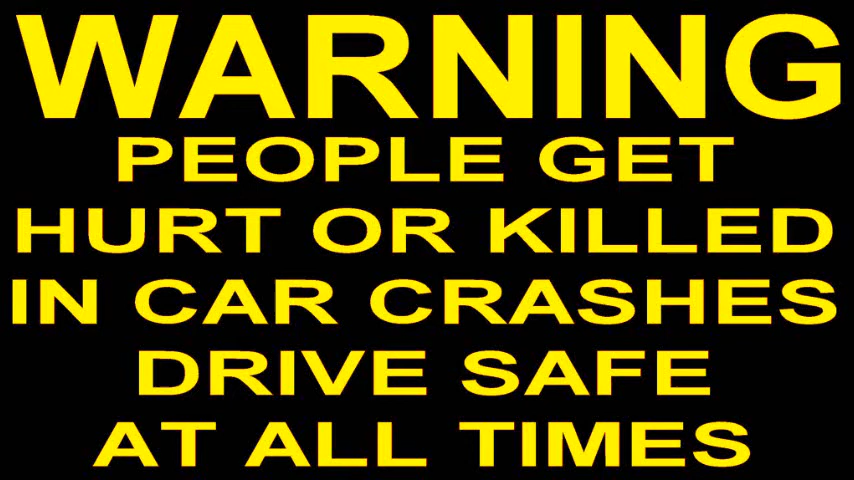 WARNING
PEOPLE GET
HURT OR KILLED
IN CAR CRASHES
DRIVE SAFE
AT ALL TIMES